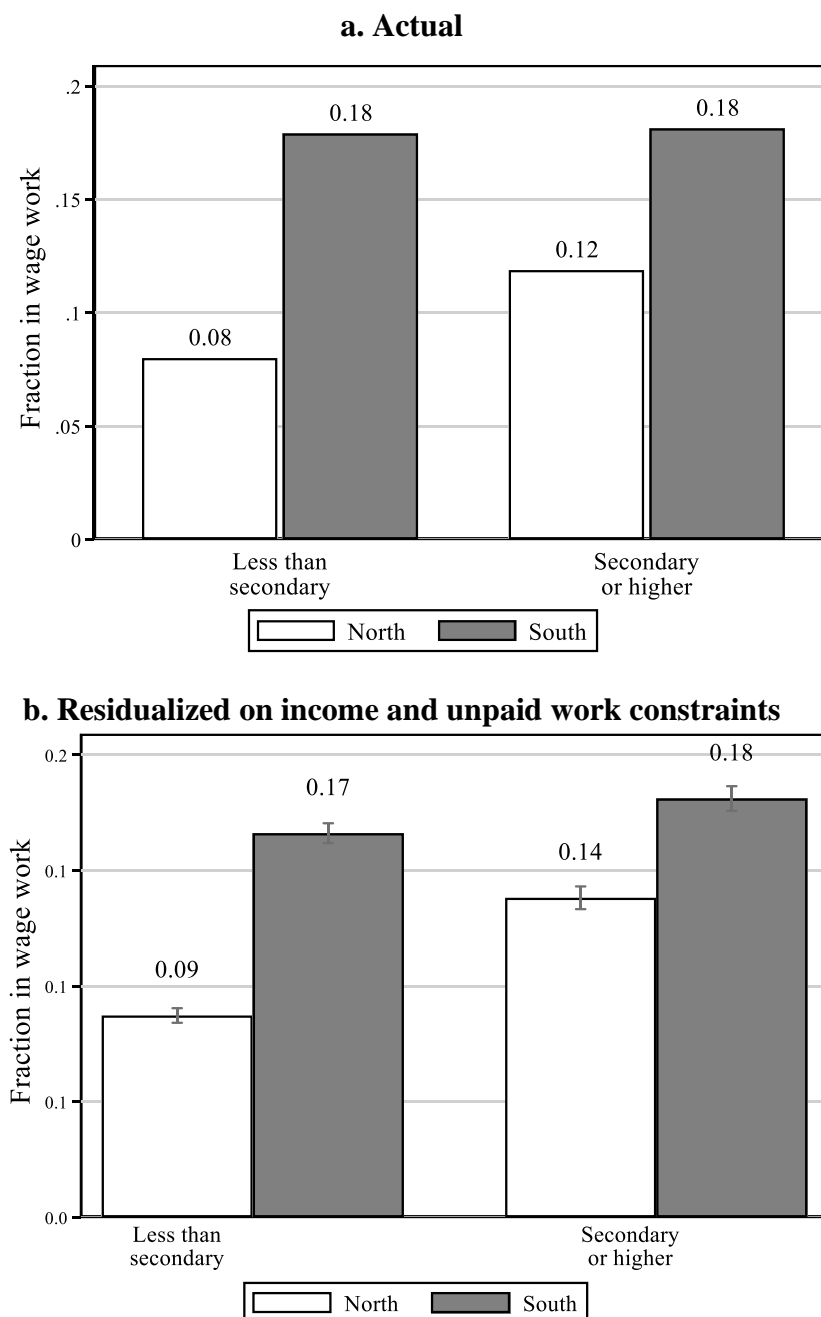 a. Actual
Fraction in wage work
.2
.15
.1
.05
0
0.08
0.18
0.12
0.18
Less than
secondary
Secondary
or higher
North
South
b. Residualized on income and unpaid work constraints
Fraction in wage work
0.2
0.1
0.1
0.1
0.0
0.09
0.17
0.14
0.18
Less than
secondary
Secondary
or higher
North
South